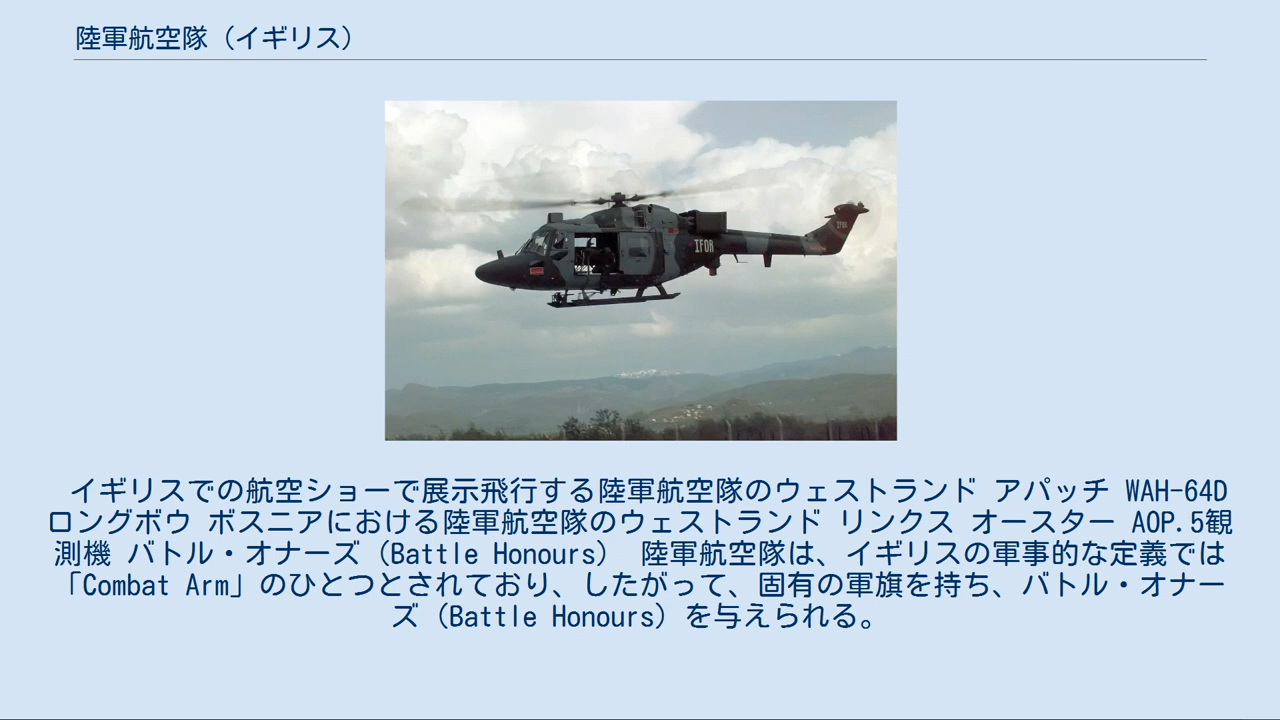 陸軍航空隊（イギリス）
IFOR
イギリスでの航空ショーで展示飛行する陸軍航空隊のウェストランド アパッチ WAH-64D
ロングボウ ボスニアにおける陸軍航空隊のウェストランド リンクス オースター AOP.5観
測機 バトル・オナーズ（Battle Honours） 陸軍航空隊は、イギリスの軍事的な定義では
「Combat Arm」のひとつとされており、したがって、固有の軍旗を持ち、バトル・オナー
ズ（Battle Honours）を与えられる。